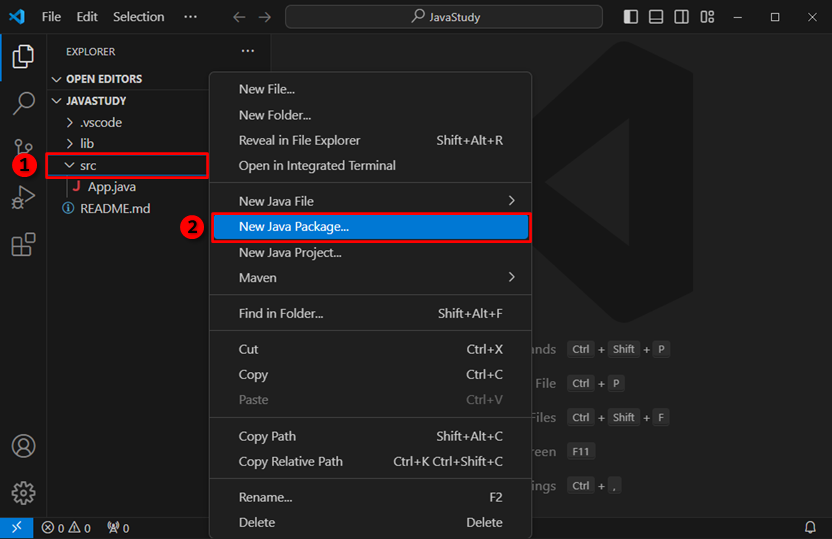 File Edit Selection ··· JavaStudy
EXPLORER ···
OPEN EDITORS
JAVASTUDY
.vscode
lib
1 src
J App.java
README.md
New File...
New Folder...
Reveal in File Explorer Shift+Alt+R
Open in Integrated Terminal
New Java File
2 New Java Package...
New Java Project...
Maven
Find in Folder... Shift+Alt+F
Cut Ctrl+X
Copy Ctrl+C
Paste Ctrl+V
Copy Path Shift+Alt+C
Copy Relative Path Ctrl+K Ctrl+Shift+C
Rename... F2
Delete Delete
nds Ctrl + Shift + P
File Ctrl + P
Files Ctrl + Shift + F
reen F11
ings Ctrl + ,
0 0 0